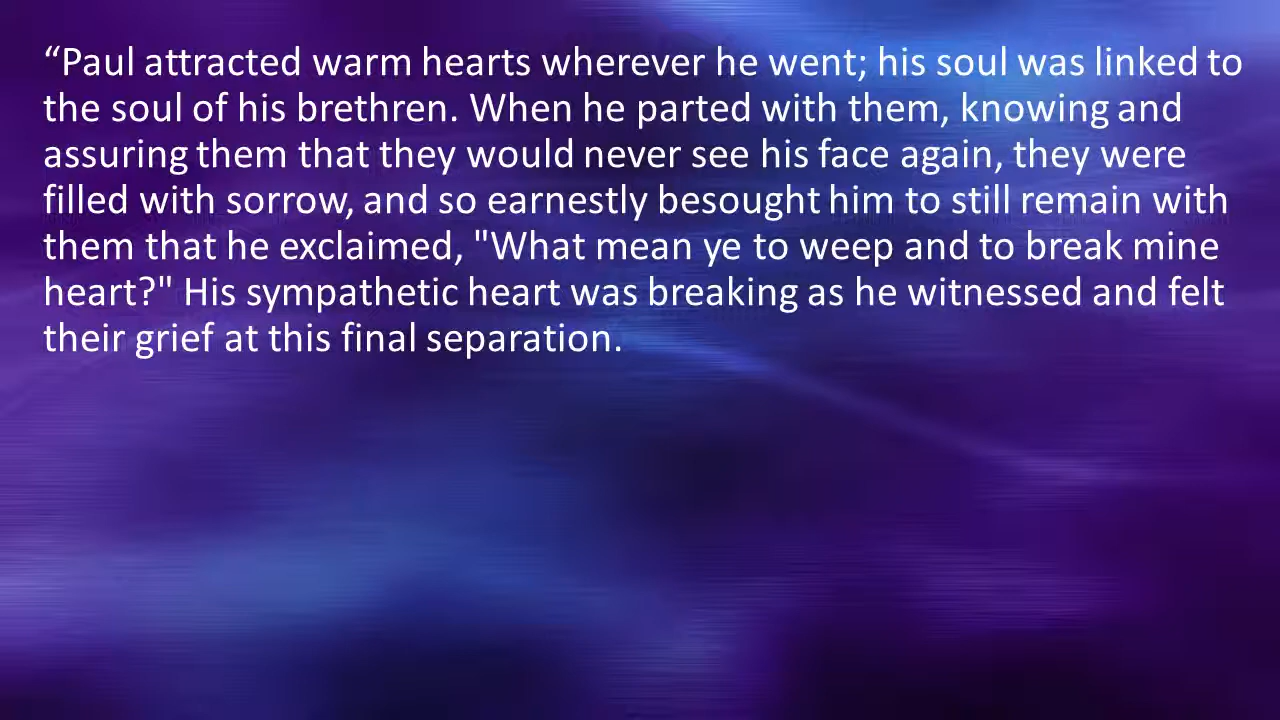 “Paul attracted warm hearts wherever he went; his soul was linked to
the soul of his brethren. When he parted with them, knowing and
assuring them that they would never see his face again, they were
filled with sorrow, and so earnestly besought him to still remain with
them that he exclaimed, "What mean ye to weep and to break mine
heart?" His sympathetic heart was breaking as he witnessed and felt
their grief at this final separation.